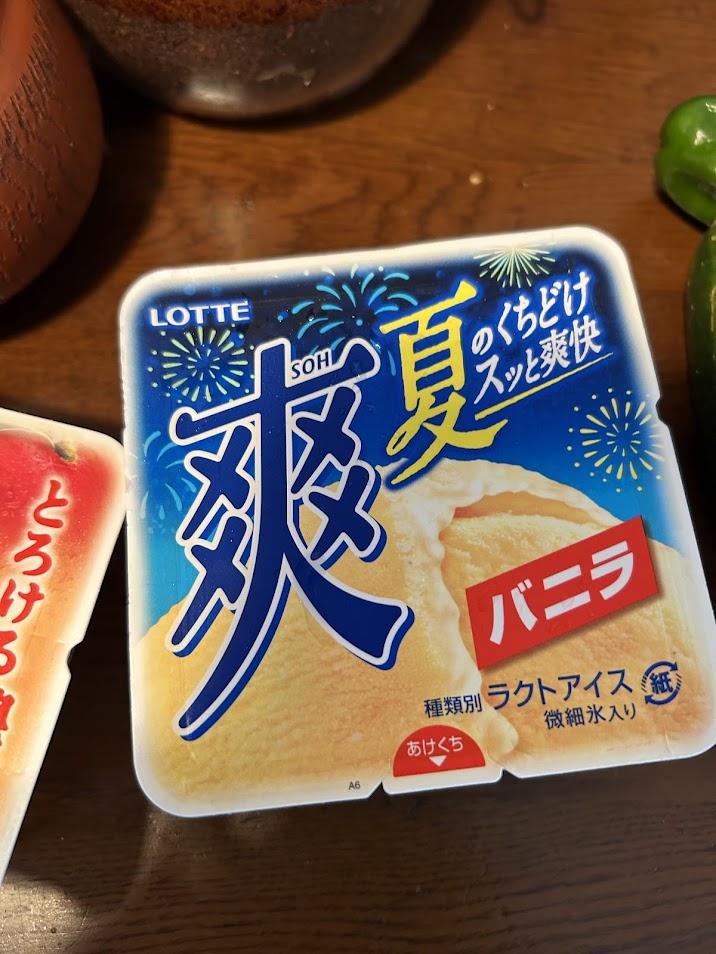 LOTTE
SOH
爽
夏のくちどけ
スッと爽快
バニラ
種類別 ラクトアイス
微細氷入り
紙
あけくち
A6
とろける